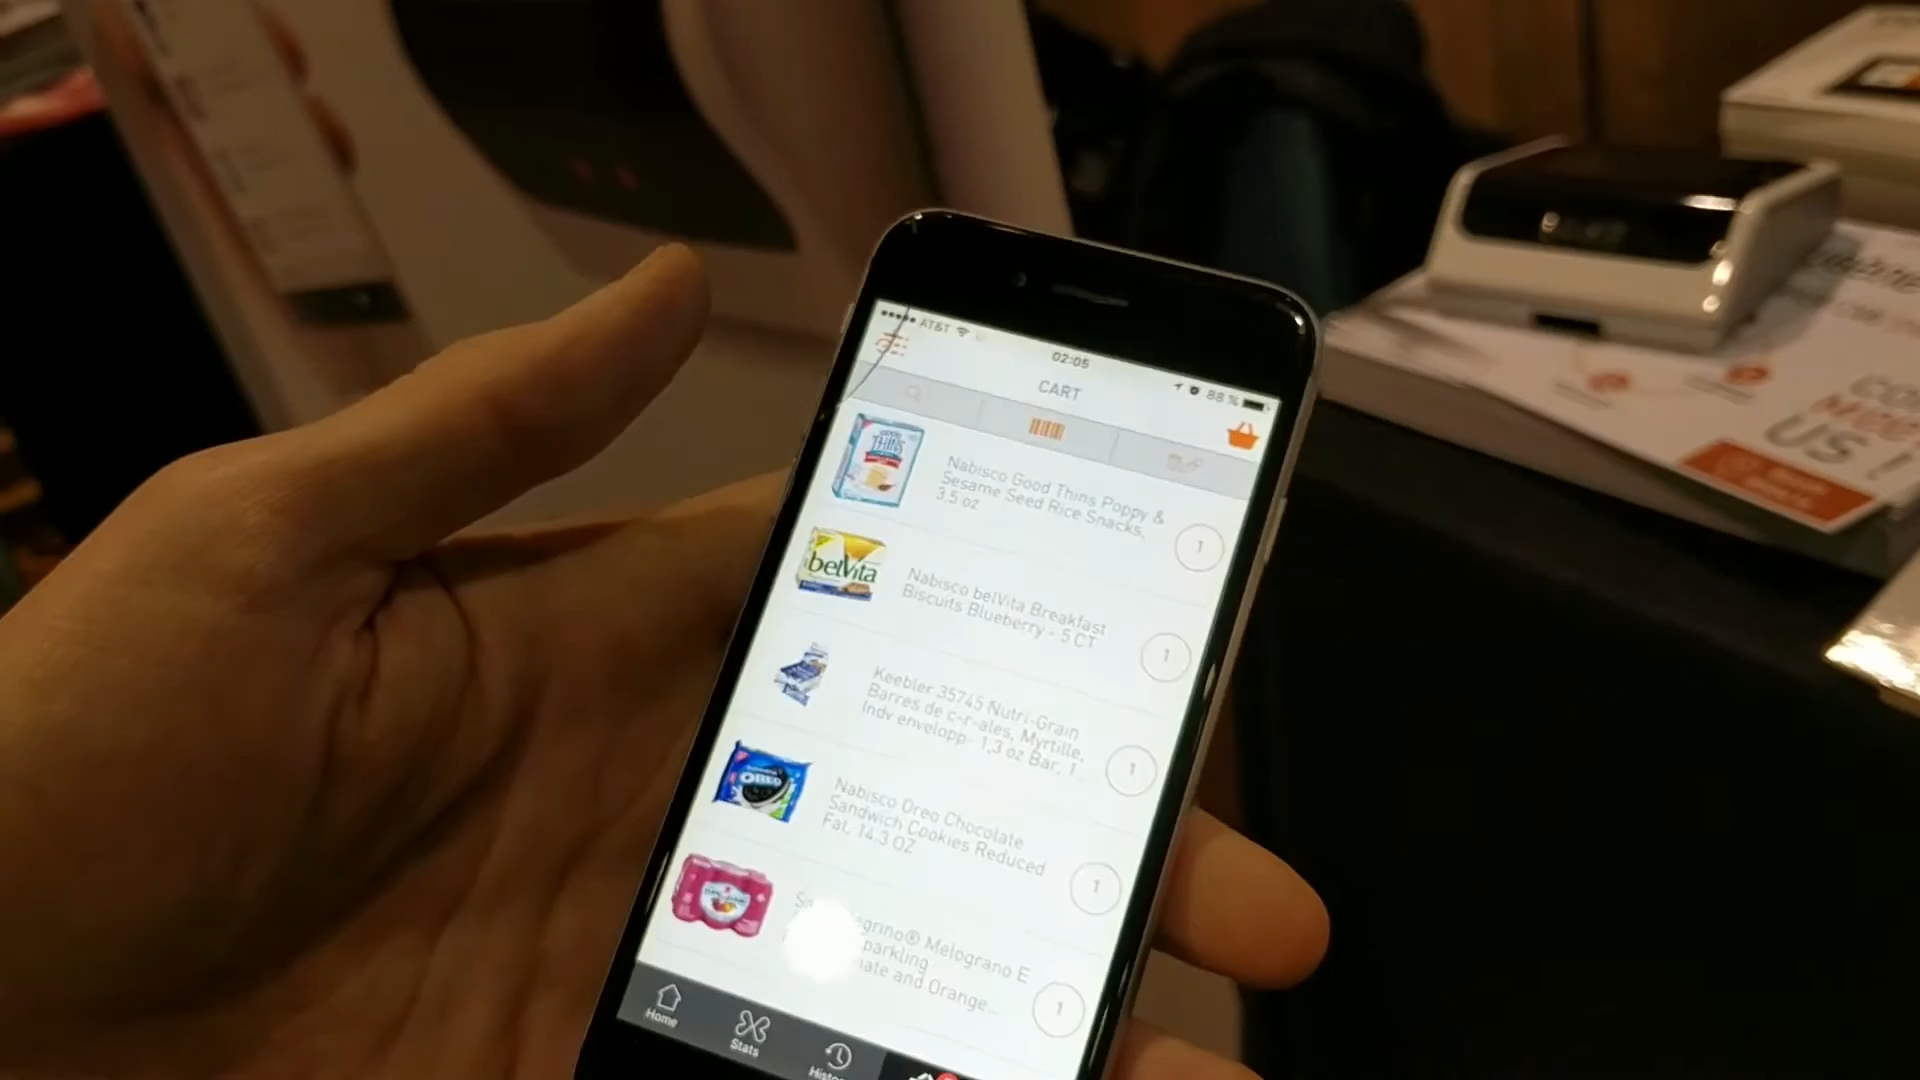 AT&T
02:05
88 %
CART
Nabisco Good Thins Poppy &
Sesame Seed Rice Snacks,
3.5 oz
1
belVita
Nabisco belVita Breakfast
Biscuits Blueberry - 5 CT
1
Keebler 35745 Nutri-Grain
Barres de c-r-ales, Myrtille,
Indv envelopp- 1,3 oz Bar, 1
1
OREO
Nabisco Oreo Chocolate
Sandwich Cookies Reduced
Fat, 14.3 OZ
1
Melograno E
and Orange...
1
Home
Stats
US !